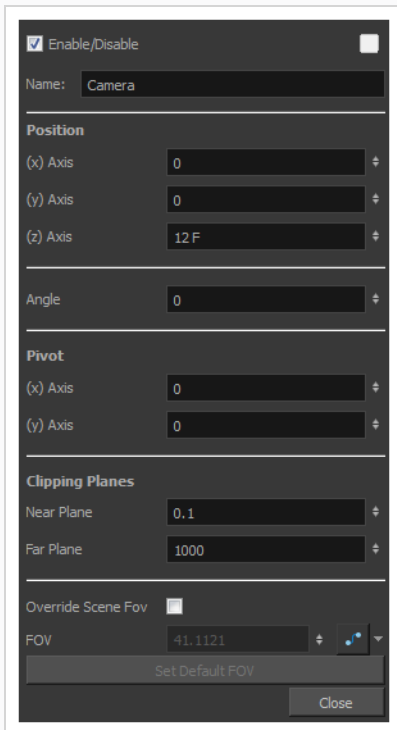 Enable/Disable
Name: Camera
Position
(x) Axis 0
(y) Axis 0
(z) Axis 12 F
Angle 0
Pivot
(x) Axis 0
(y) Axis 0
Clipping Planes
Near Plane 0.1
Far Plane 1000
Override Scene Fov
FOV 41.1121
Set Default FOV
Close